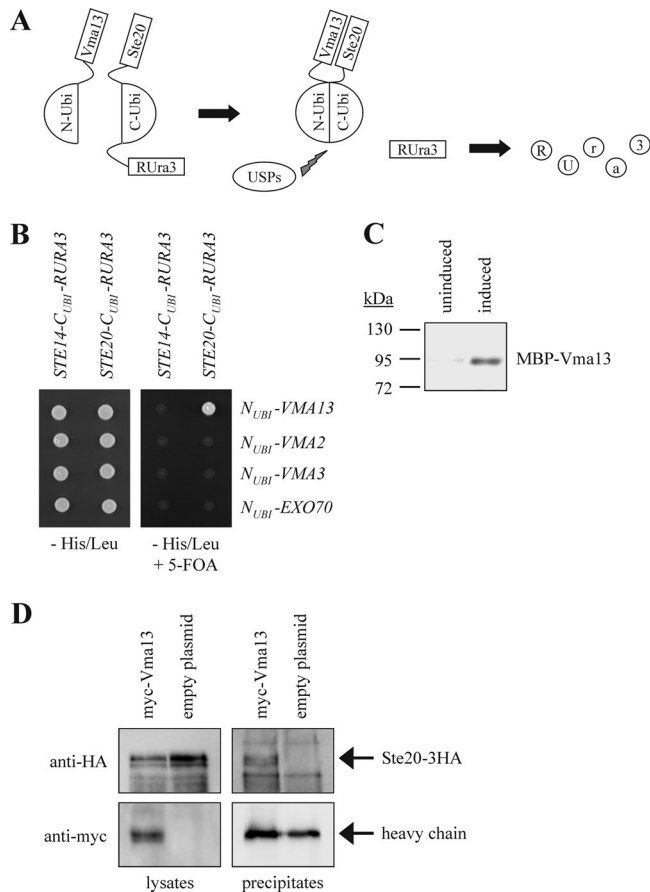 A
Vma13
Ste20
N-Ubi
C-Ubi
RUra3
Vma13
Ste20
N-Ubi
C-Ubi
USPs
RUra3
R
U
r
a
3
B
STE14-CUBI-RURA3
STE20-CUBI-RURA3
STE14-CUBI-RURA3
STE20-CUBI-RURA3
NUBI-VMA13
NUBI-VMA2
NUBI-VMA3
NUBI-EXO70
- His/Leu
- His/Leu
+ 5-FOA
C
kDa
uninduced
induced
130
95
72
MBP-Vma13
D
myc-Vma13
empty plasmid
myc-Vma13
empty plasmid
anti-HA
Ste20-3HA
anti-myc
heavy chain
lysates
precipitates